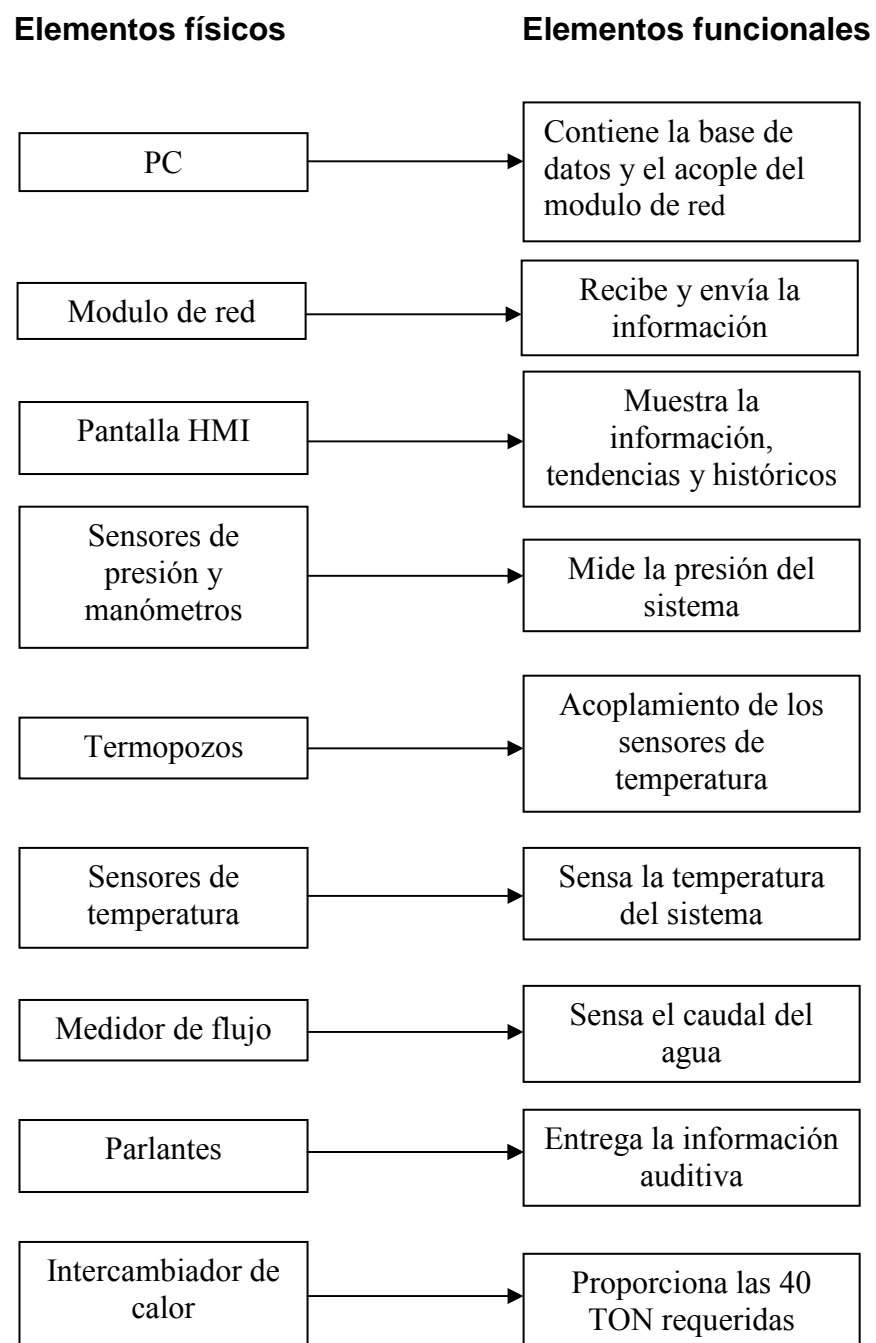 Elementos físicos
Elementos funcionales
PC
Contiene la base de
datos y el acople del
modulo de red
Modulo de red
Recibe y envía la
información
Pantalla HMI
Muestra la
información,
tendencias y históricos
Sensores de
presión y
manómetros
Mide la presión del
sistema
Termopozos
Acoplamiento de los
sensores de
temperatura
Sensores de
temperatura
Sensa la temperatura
del sistema
Medidor de flujo
Sensa el caudal del
agua
Parlantes
Entrega la información
auditiva
Intercambiador de
calor
Proporciona las 40
TON requeridas